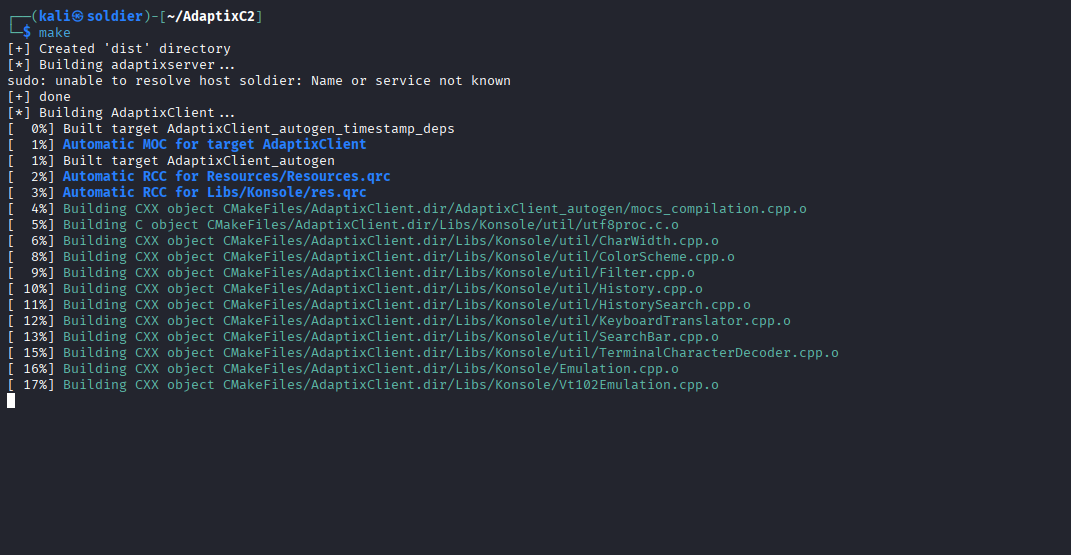 ┌──(kali㉿soldier)-[~/AdaptixC2]
└─$ make
[+] Created 'dist' directory
[*] Building adaptixserver...
sudo: unable to resolve host soldier: Name or service not known
[+] done
[*] Building AdaptixClient...
[  0%] Built target AdaptixClient_autogen_timestamp_deps
[  1%] Automatic MOC for target AdaptixClient
[  1%] Built target AdaptixClient_autogen
[  2%] Automatic RCC for Resources/Resources.qrc
[  3%] Automatic RCC for Libs/Konsole/res.qrc
[  4%] Building CXX object CMakeFiles/AdaptixClient.dir/AdaptixClient_autogen/mocs_compilation.cpp.o
[  5%] Building C object CMakeFiles/AdaptixClient.dir/Libs/Konsole/util/utf8proc.c.o
[  6%] Building CXX object CMakeFiles/AdaptixClient.dir/Libs/Konsole/util/CharWidth.cpp.o
[  8%] Building CXX object CMakeFiles/AdaptixClient.dir/Libs/Konsole/util/ColorScheme.cpp.o
[  9%] Building CXX object CMakeFiles/AdaptixClient.dir/Libs/Konsole/util/Filter.cpp.o
[ 10%] Building CXX object CMakeFiles/AdaptixClient.dir/Libs/Konsole/util/History.cpp.o
[ 11%] Building CXX object CMakeFiles/AdaptixClient.dir/Libs/Konsole/util/HistorySearch.cpp.o
[ 12%] Building CXX object CMakeFiles/AdaptixClient.dir/Libs/Konsole/util/KeyboardTranslator.cpp.o
[ 13%] Building CXX object CMakeFiles/AdaptixClient.dir/Libs/Konsole/util/SearchBar.cpp.o
[ 15%] Building CXX object CMakeFiles/AdaptixClient.dir/Libs/Konsole/util/TerminalCharacterDecoder.cpp.o
[ 16%] Building CXX object CMakeFiles/AdaptixClient.dir/Libs/Konsole/Emulation.cpp.o
[ 17%] Building CXX object CMakeFiles/AdaptixClient.dir/Libs/Konsole/Vt102Emulation.cpp.o